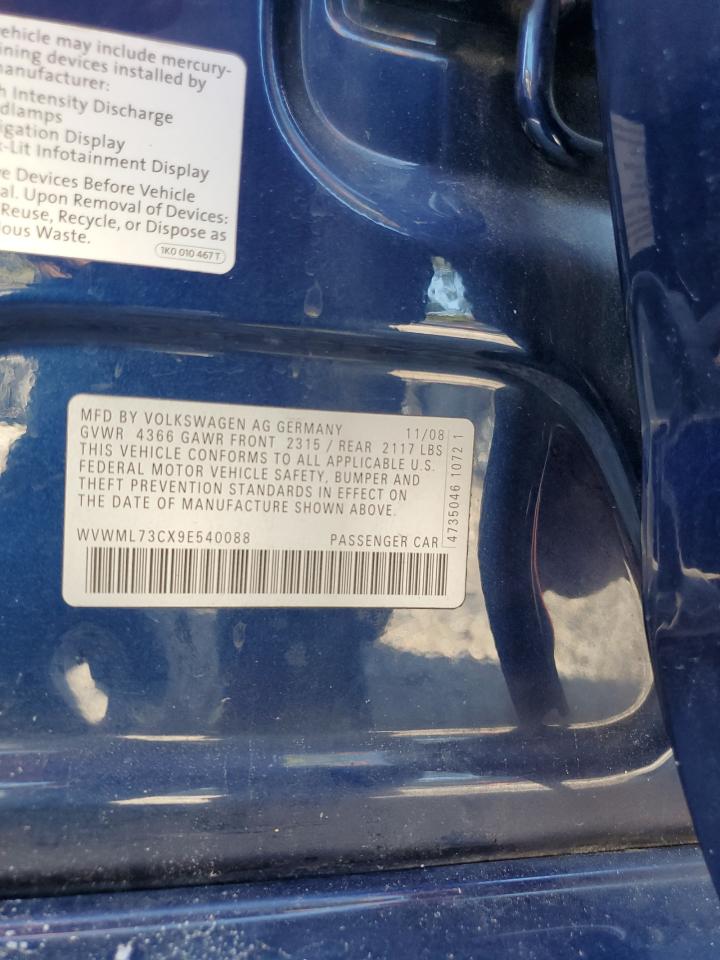 vehicle may include mercury-
ining devices installed by
manufacturer:
Intensity Discharge
Display
-Lit Infotainment Display
Devices Before Vehicle
Upon Removal of Devices:
Reuse, Recycle, or Dispose as
Waste.
1K0 010 467 T
MFD BY VOLKSWAGEN AG GERMANY 11/08
GVWR 4366 GAWR FRONT 2315 / REAR 2117 LBS
THIS VEHICLE CONFORMS TO ALL APPLICABLE U.S.
FEDERAL MOTOR VEHICLE SAFETY, BUMPER AND
THEFT PREVENTION STANDARDS IN EFFECT ON
THE DATE OF MANUFACTURE SHOWN ABOVE.
WVWML73CX9E540088 PASSENGER CAR
4735046 1072 1